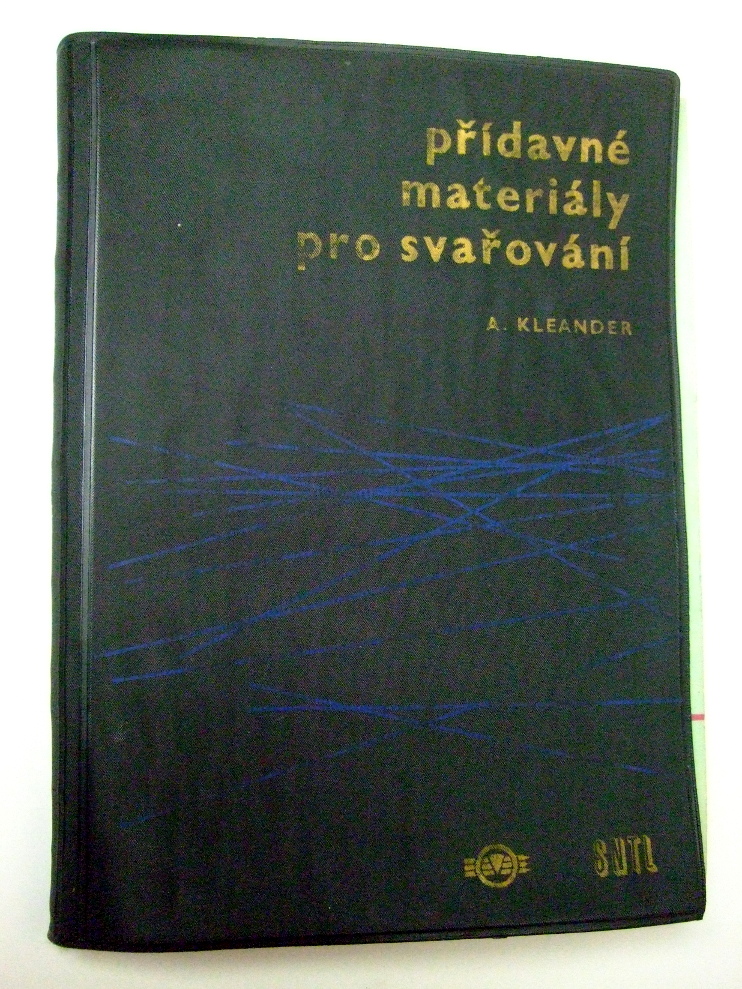 přídavné
materiály
pro svařování
A. KLEANDER
SNTL